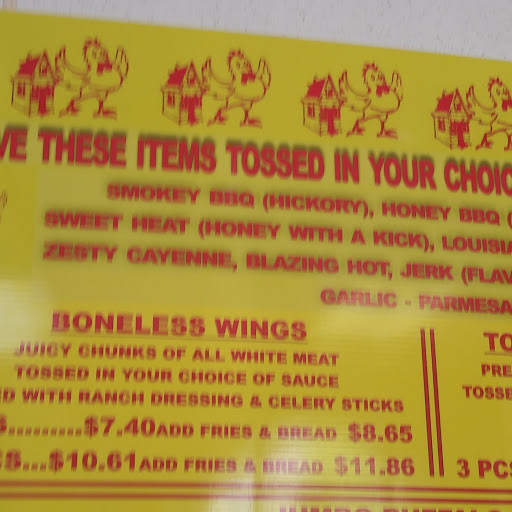 VE THESE ITEMS TOSSED IN YOUR CHOIC
SMOKEY BBQ (HICKORY), HONEY BBQ (
SWEET HEAT (HONEY WITH A KICK), LOUISIA
ZESTY CAYENNE, BLAZING HOT, JERK (FLAV
GARLIC - PARMESA
BONELESS WINGS
JUICY CHUNKS OF ALL WHITE MEAT
TOSSED IN YOUR CHOICE OF SAUCE
ED WITH RANCH DRESSING & CELERY STICKS
S.........$7.40 ADD FRIES & BREAD $8.65
CS...$10.61 ADD FRIES & BREAD $11.86
TO
PRE
TOSSE
3 PCS